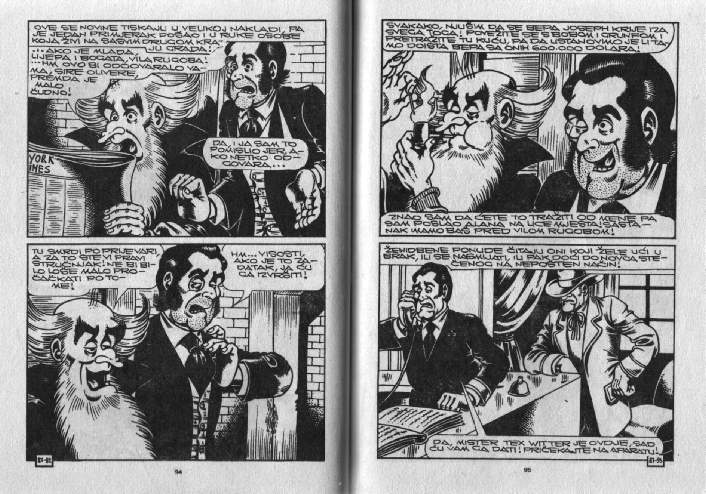 OVE SE NOVINE TISKAJU U VELIKOJ NAKLADI, PA
JE JEDAN PRIMJERAK DOŠAO I U RUKE OSOBE
KOJA ŽIVI NA SASVIM DRUGOM KRA-
JU GRADA!
...AKO JE MLADA,
LIJEPA I BOGATA, VILA RUGOBA!
...HM, OVO BI ODGOVARALO VA-
MA, SIRE OLIVERE,
PREMDA JE
MALO
ČUDNO!
YORK
TIMES
DA, I JA SAM TO
POMISLIO JER, A-
KO NETKO OD-
GOVARA...
TU SMRDI PO PRIJEVARI,
A ZA TO STE VI PRAVI
STRUČNJAK! NE BI BI-
LO LOŠE MALO PRO-
ČAČKATI PO TO-
ME!
HM... VISOSTI,
AKO JE TO ZA-
DATAK, JA ĆU
GA IZVRŠITI!
94
SVAKAKO, NJUŠIM DA SE BEPA JOSEPH KRIJE IZA
SVEGA TOGA! POVEŽITE SE S BOBOM I GRUNFOM I
PRETRAŽITE TU KUĆU, PA DA USTANOVIMO JE LI TA-
MO DOISTA BEPA SA ONIH 600.000 DOLARA!
ZNAO SAM DA ĆETE TO TRAŽITI OD MENE PA
SAM POSLAO ALANA NA LICE MJESTA! SASTA-
NAK IMAMO BAŠ PRED VILOM RUGOBOM!
ŽENIDBENE PONUDE ČITAJU ONI KOJI ŽELE UĆI U
BRAK, ILI SE NASMIJATI, ILI PAK DOĆI DO NOVCA, STE-
ČENOG NA NEPOŠTEN NAČIN!
DA, MISTER TEX WITTER JE OVDJE, SAD
ĆU VAM GA DATI! PRIČEKAJTE NA APARATU!
95